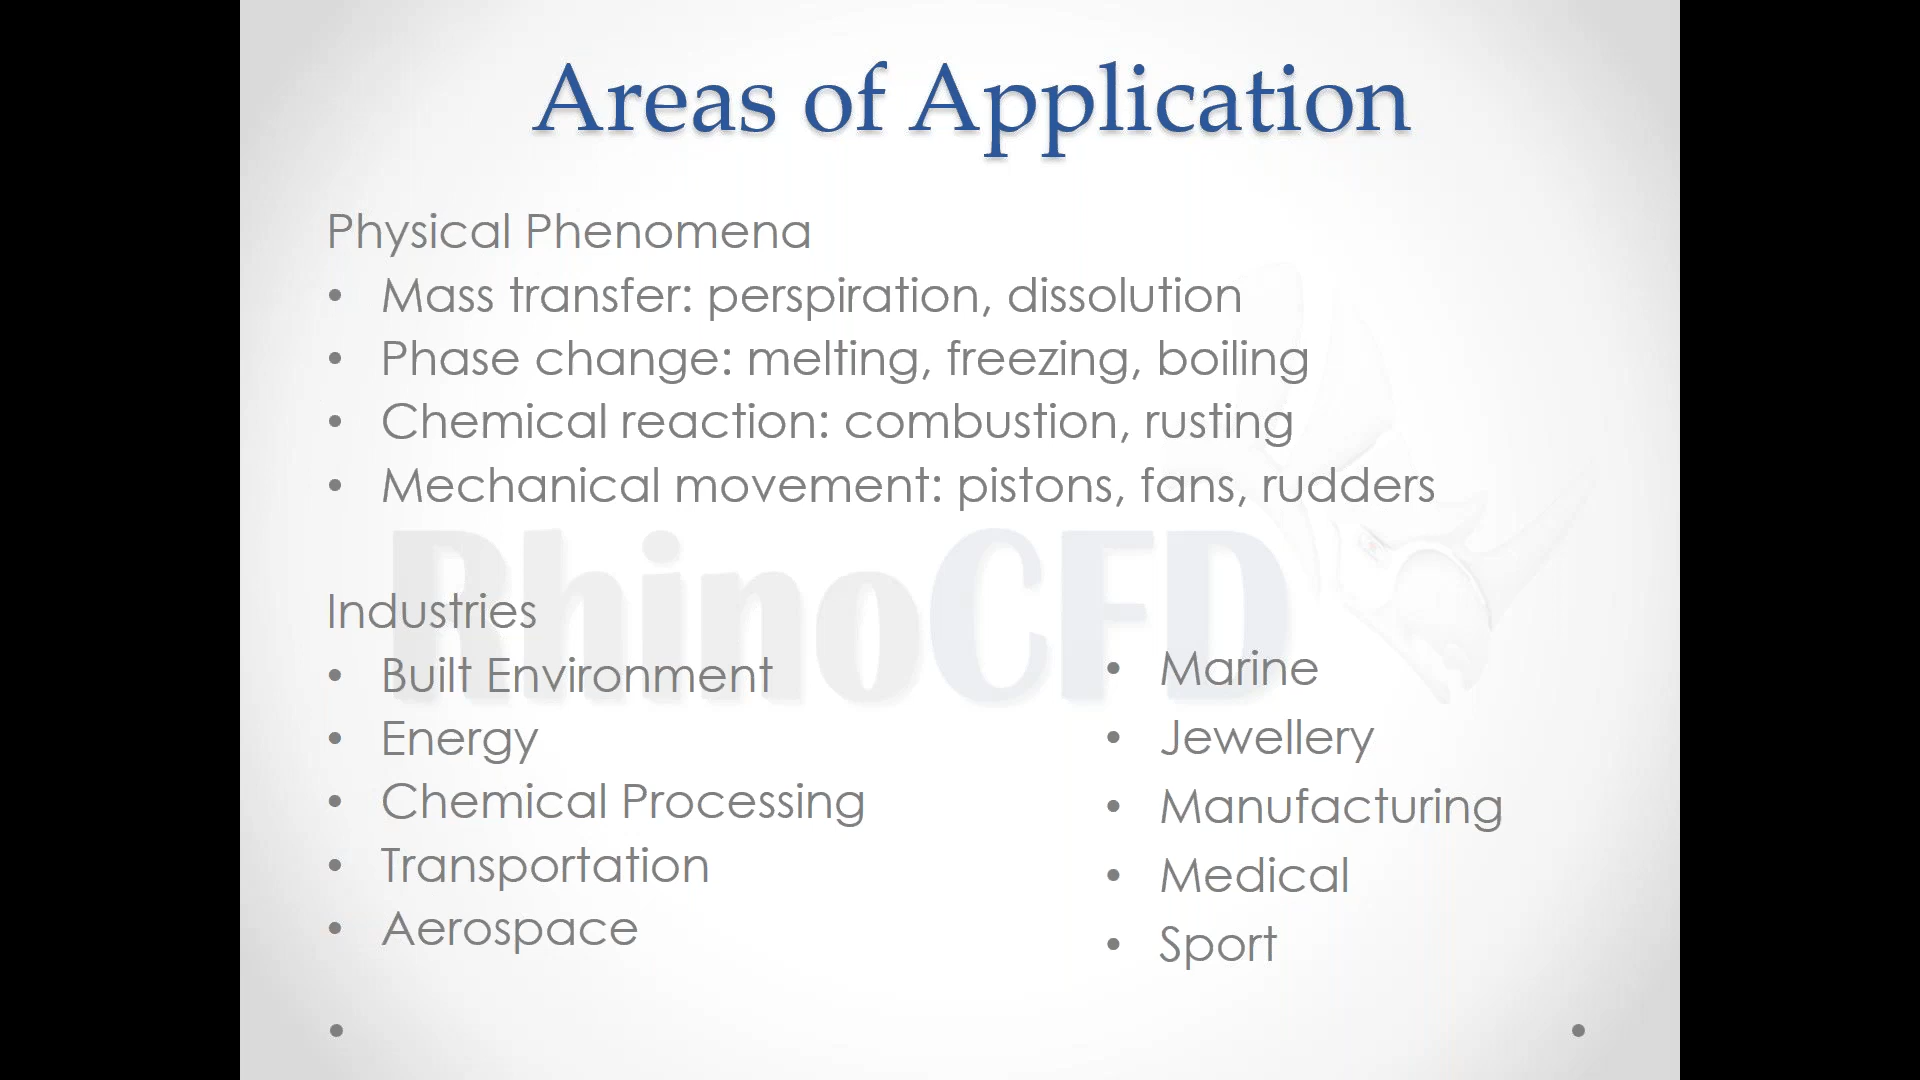 Areas of Application
Physical Phenomena
• Mass transfer: perspiration, dissolution
• Phase change: melting, freezing, boiling
• Chemical reaction: combustion, rusting
• Mechanical movement: pistons, fans, rudders
RhinoCFD
Industries
• Built Environment
• Energy
• Chemical Processing
• Transportation
• Aerospace
• Marine
• Jewellery
• Manufacturing
• Medical
• Sport